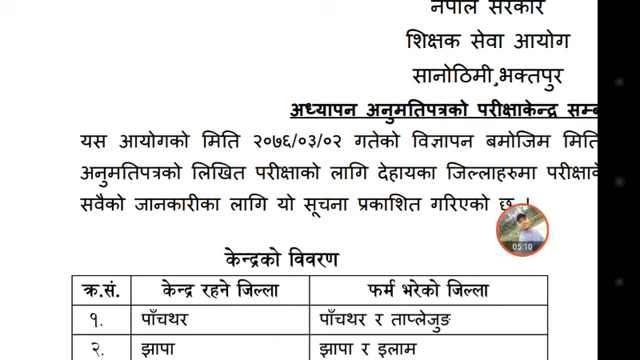 नेपाल सरकार
शिक्षक सेवा आयोग
सानोठिमी,भक्तपुर
अध्यापन अनुमतिपत्रको परीक्षाकेन्द्र
यस आयोगको मिति २०७६/०३/०२ गतेको विज्ञापन बमोजिम मिति
अनुमतिपत्रको लिखित परीक्षाको लागि देहायका जिल्लाहरुमा
सवैको जानकारीका लागि यो सूचना प्रकाशित गरिएको छ ।
05:10
केन्द्रको विवरण
क्र.सं. केन्द्र रहने जिल्ला फर्म भरेको जिल्ला
१. पाँचथर पाँचथर र ताप्लेजुङ
२. झापा झापा र इलाम